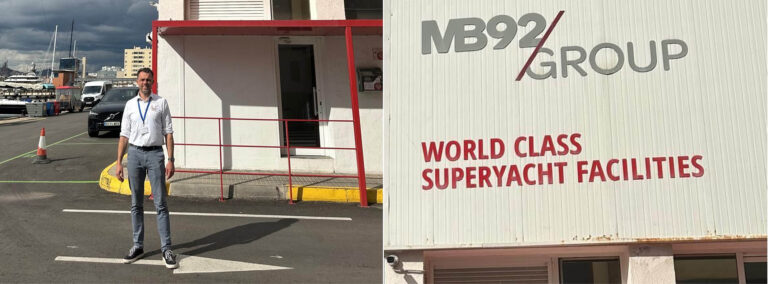 MB92
GROUP
WORLD CLASS
SUPERYACHT FACILITIES